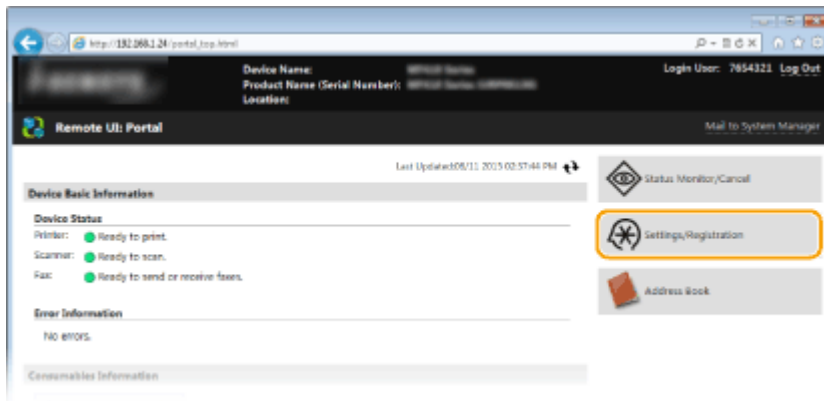 http://192.168.1.24/portal_top.html
Device Name:
Product Name (Serial Number):
Location:
Login User: 7654321 Log Out
Remote UI: Portal
Mail to System Manager
Last Updated:05/11 2015 02:57:44 PM
Device Basic Information
Device Status
Printer: Ready to print.
Scanner: Ready to scan.
Fax: Ready to send or receive faxes.
Error Information
No errors.
Consumables Information
Status Monitor/Cancel
Settings/Registration
Address Book